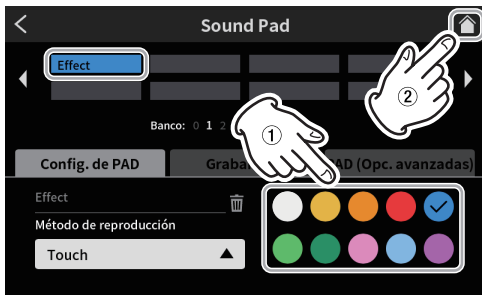 Sound Pad
Effect
②
Banco: 0 1 2
①
Config. de PAD
AD (Opc. avanzadas)
Effect
Método de reproducción
Touch